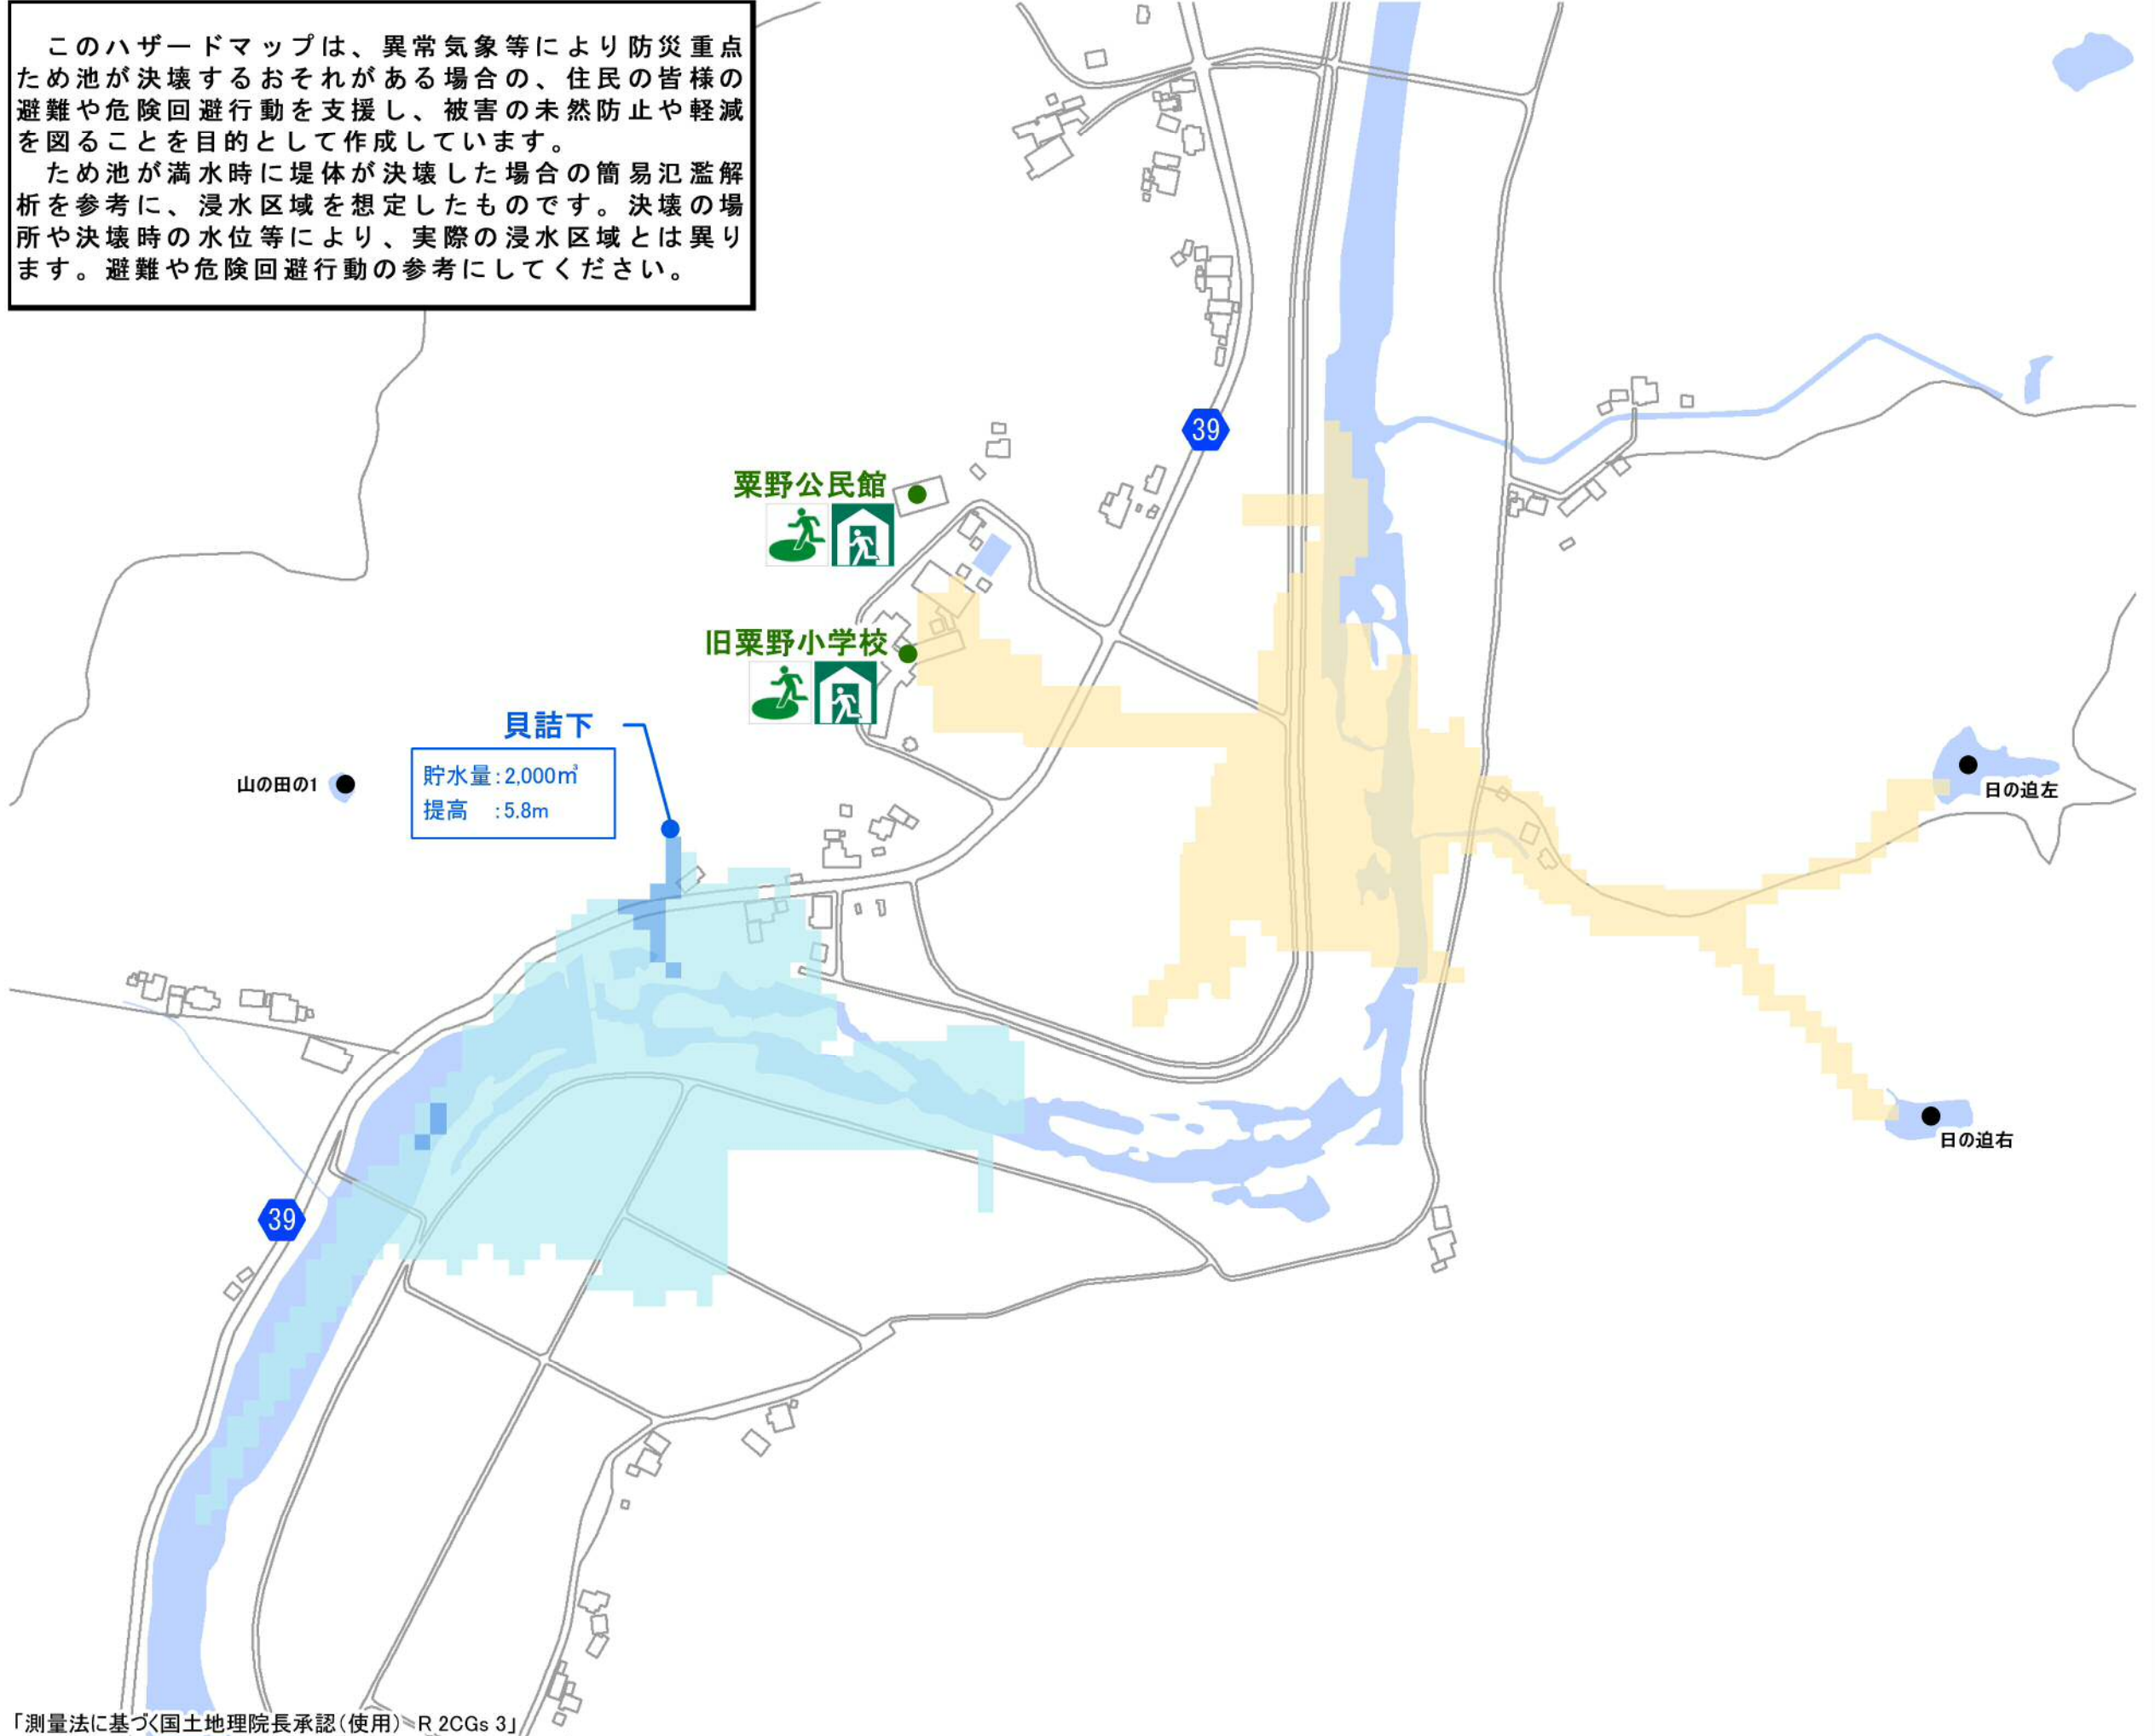 このハザードマップは、異常気象等により防災重点
ため池が決壊するおそれがある場合の、住民の皆様の
避難や危険回避行動を支援し、被害の未然防止や軽減
を図ることを目的として作成しています。
ため池が満水時に堤体が決壊した場合の簡易氾濫解
析を参考に、浸水区域を想定したものです。決壊の場
所や決壊時の水位等により、実際の浸水区域とは異り
ます。避難や危険回避行動の参考にしてください。
39
粟野公民館
旧粟野小学校
貝詰下
貯水量:2,000㎥
提高 :5.8m
山の田の1
日の迫左
日の迫右
39
「測量法に基づく国土地理院長承認(使用) R 2CGs 3」